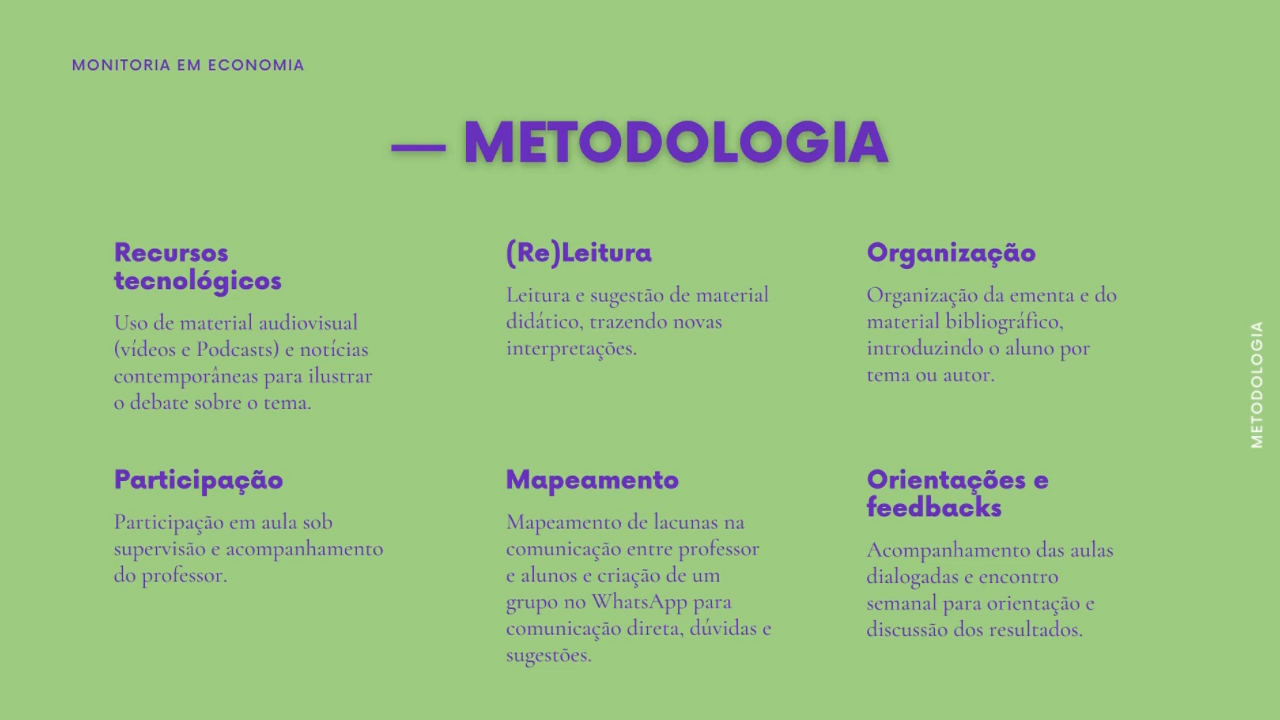 MONITORIA EM ECONOMIA
— METODOLOGIA
Recursos
tecnológicos
Uso de material audiovisual
(vídeos e Podcasts) e notícias
contemporâneas para ilustrar
o debate sobre o tema.
(Re)Leitura
Leitura e sugestão de material
didático, trazendo novas
interpretações.
Organização
Organização da ementa e do
material bibliográfico,
introduzindo o aluno por
tema ou autor.
Participação
Participação em aula sob
supervisão e acompanhamento
do professor.
Mapeamento
Mapeamento de lacunas na
comunicação entre professor
e alunos e criação de um
grupo no WhatsApp para
comunicação direta, dúvidas e
sugestões.
Orientações e
feedbacks
Acompanhamento das aulas
dialogadas e encontro
semanal para orientação e
discussão dos resultados.
METODOLOGIA